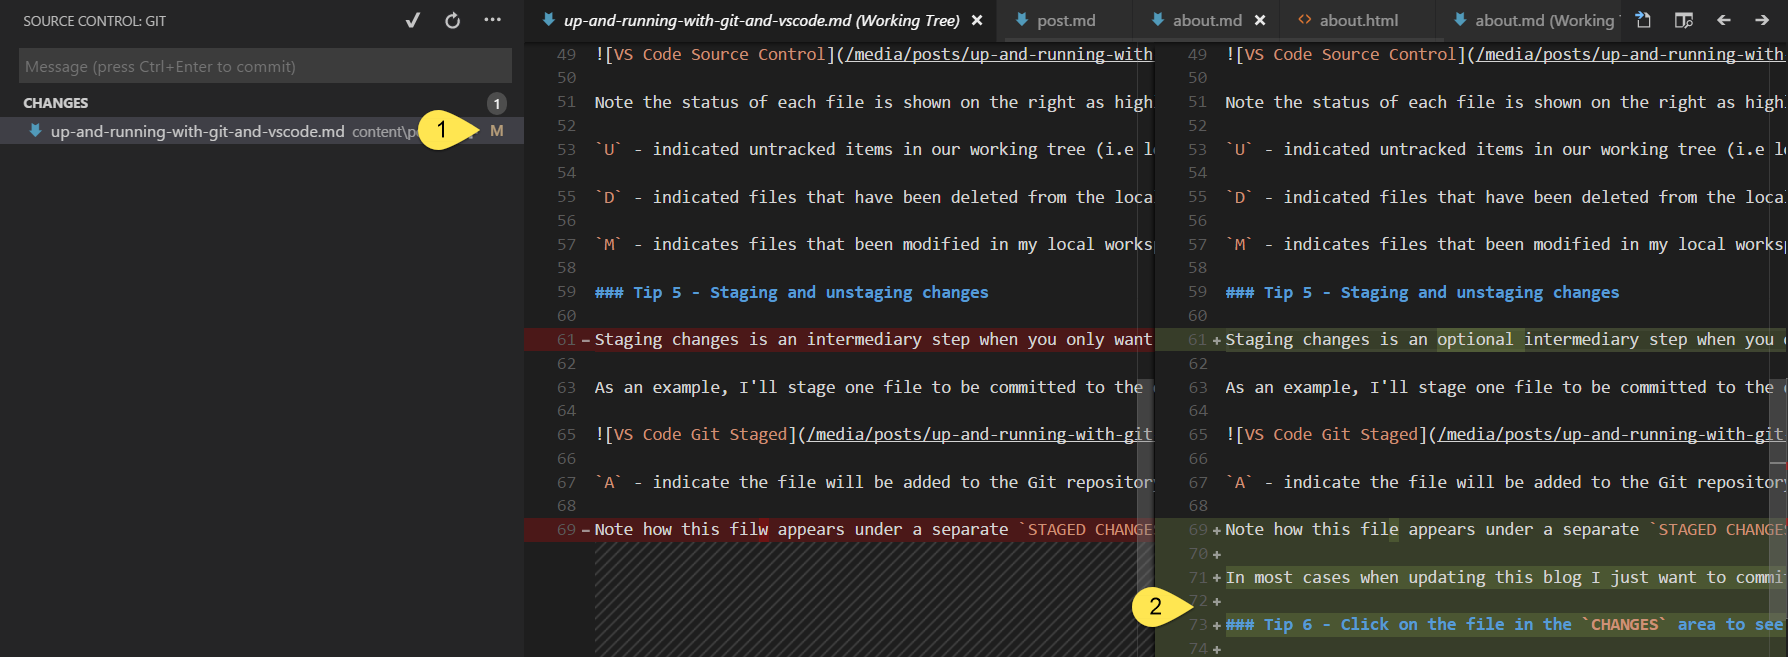 SOURCE CONTROL: GIT
Message (press Ctrl+Enter to commit)
CHANGES 1
up-and-running-with-git-and-vscode.md M
1
up-and-running-with-git-and-vscode.md (Working Tree) post.md about.md about.html about.md (Working
49 ![VS Code Source Control](/media/posts/up-and-running-with
50
51 Note the status of each file is shown on the right as
52
53 `U` - indicated untracked items in our working tree (i.e
54
55 `D` - indicated files that have been deleted from the
56
57 `M` - indicates files that been modified in my local
58
59 ### Tip 5 - Staging and unstaging changes
60
61 - Staging changes is an intermediary step when you only want
62
63 As an example, I'll stage one file to be committed to the
64
65 ![VS Code Git Staged](/media/posts/up-and-running-with-git
66
67 `A` - indicate the file will be added to the Git repository
68
69 - Note how this filw appears under a separate `STAGED
49 ![VS Code Source Control](/media/posts/up-and-running-with
50
51 Note the status of each file is shown on the right as
52
53 `U` - indicated untracked items in our working tree (i.e
54
55 `D` - indicated files that have been deleted from the
56
57 `M` - indicates files that been modified in my local
58
59 ### Tip 5 - Staging and unstaging changes
60
61 + Staging changes is an optional intermediary step when you
62
63 As an example, I'll stage one file to be committed to the
64
65 ![VS Code Git Staged](/media/posts/up-and-running-with-git
66
67 `A` - indicate the file will be added to the Git repository
68
69 + Note how this file appears under a separate `STAGED
70 +
71 + In most cases when updating this blog I just want to
72 +
73 + ### Tip 6 - Click on the file in the `CHANGES` area to see
74 +
2